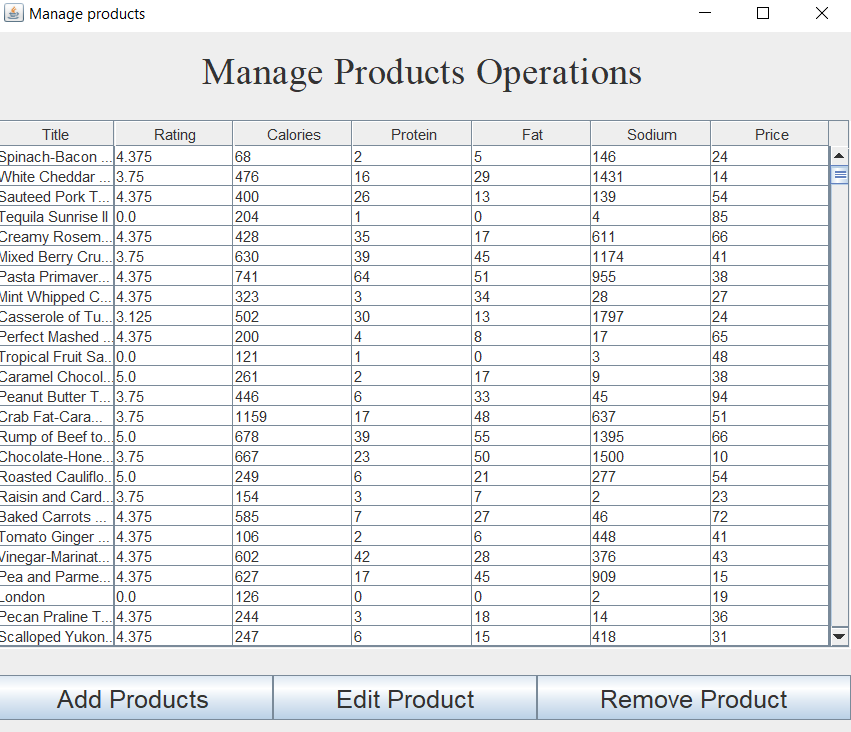 Manage products
Manage Products Operations
Title Rating Calories Protein Fat Sodium Price
Spinach-Bacon ... 4.375 68 2 5 146 24
White Cheddar ... 3.75 476 16 29 1431 14
Sauteed Pork T... 4.375 400 26 13 139 54
Tequila Sunrise II 0.0 204 1 0 4 85
Creamy Rosem... 4.375 428 35 17 611 66
Mixed Berry Cru... 3.75 630 39 45 1174 41
Pasta Primaver... 4.375 741 64 51 955 38
Mint Whipped C... 4.375 323 3 34 28 27
Casserole of Tu... 3.125 502 30 13 1797 24
Perfect Mashed ... 4.375 200 4 8 17 65
Tropical Fruit Sa... 0.0 121 1 0 3 48
Caramel Chocol... 5.0 261 2 17 9 38
Peanut Butter T... 3.75 446 6 33 45 94
Crab Fat-Cara... 3.75 1159 17 48 637 51
Rump of Beef to... 5.0 678 39 55 1395 66
Chocolate-Hone... 3.75 667 23 50 1500 10
Roasted Cauliflo... 5.0 249 6 21 277 54
Raisin and Card... 3.75 154 3 7 2 23
Baked Carrots ... 4.375 585 7 27 46 72
Tomato Ginger ... 4.375 106 2 6 448 41
Vinegar-Marinat... 4.375 602 42 28 376 43
Pea and Parme... 4.375 627 17 45 909 15
London 0.0 126 0 0 2 19
Pecan Praline T... 4.375 244 3 18 14 36
Scalloped Yukon... 4.375 247 6 15 418 31
Add Products Edit Product Remove Product